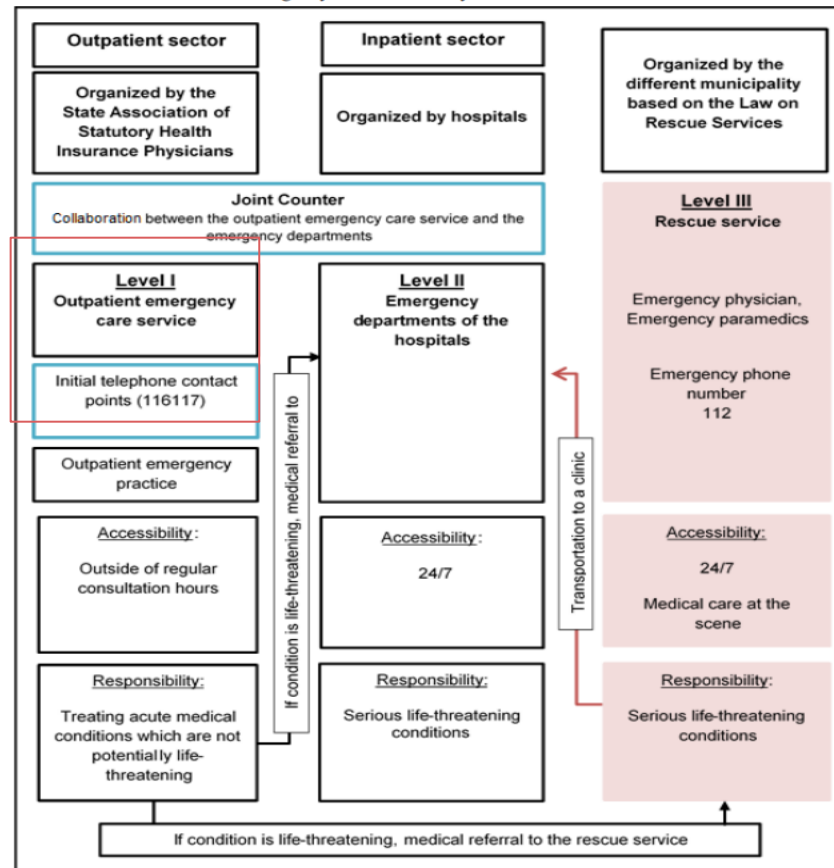 Outpatient sector
Inpatient sector
Organized by the
State Association of
Statutory Health
Insurance Physicians
Organized by hospitals
Organized by the
different municipality
based on the Law on
Rescue Services
Joint Counter
Collaboration between the outpatient emergency care service and the
emergency departments
Level I
Outpatient emergency
care service
Initial telephone contact
points (116117)
Outpatient emergency
practice
Accessibility:
Outside of regular
consultation hours
Responsibility:
Treating acute medical
conditions which are not
potentially life-
threatening
If condition is life-threatening, medical referral to
Level II
Emergency
departments of the
hospitals
Accessibility:
24/7
Responsibility:
Serious life-threatening
conditions
Transportation to a clinic
Level III
Rescue service
Emergency physician,
Emergency paramedics
Emergency phone
number
112
Accessibility:
24/7
Medical care at the
scene
Responsibility:
Serious life-threatening
conditions
If condition is life-threatening, medical referral to the rescue service